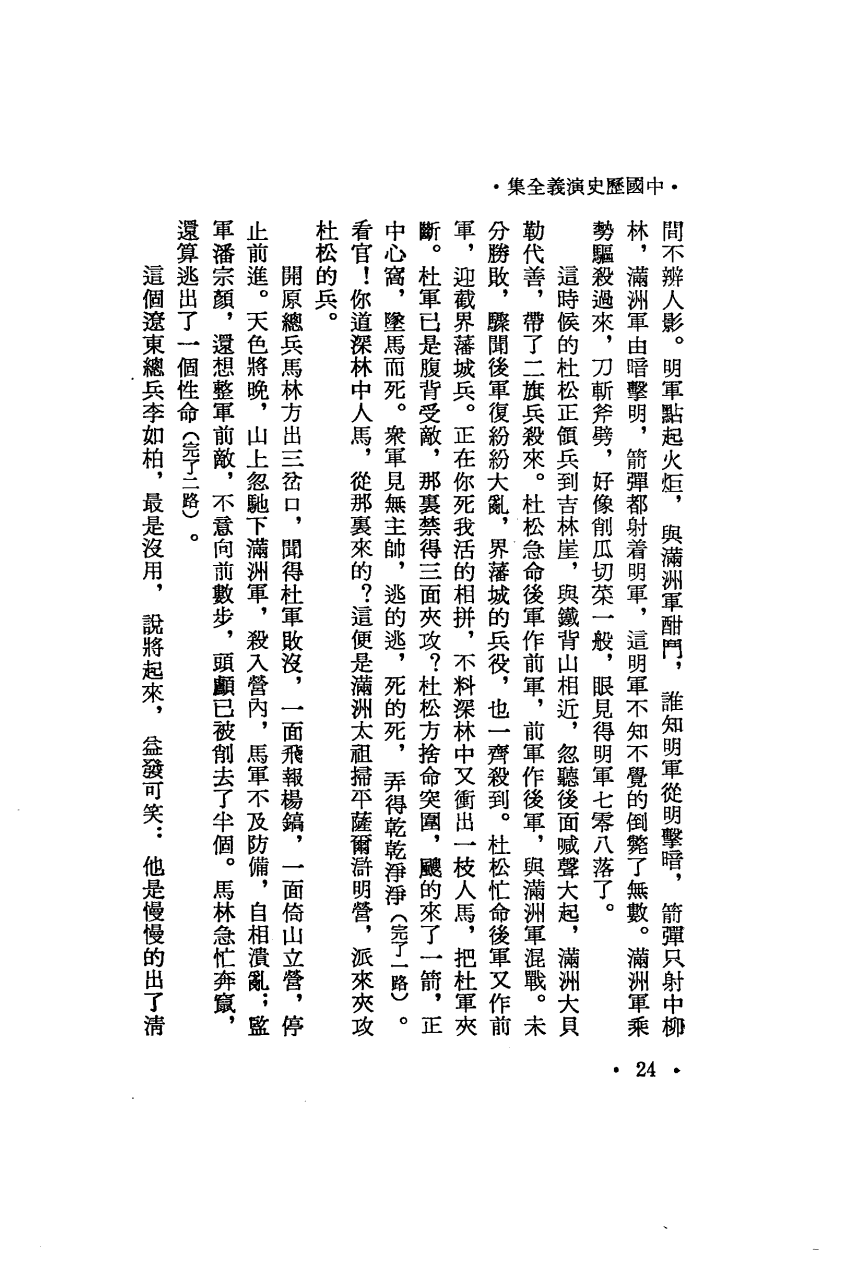 •中國歷史演義全集•
間不辨人影。明軍點起火炬，與滿洲軍酣鬥，誰知明軍從明擊暗，箭彈只射中柳
林，滿洲軍由暗擊明，箭彈都射着明軍，這明軍不知不覺的倒斃了無數。滿洲軍乘
勢驅殺過來，刀斬斧劈，好像削瓜切菜一般，眼見得明軍七零八落了。
這時候的杜松正領兵到吉林崖，與鐵背山相近，忽聽後面喊聲大起，滿洲大貝
勒代善，帶了二旗兵殺來。杜松急命後軍作前軍，前軍作後軍，與滿洲軍混戰。未
分勝敗，驟聞後軍復紛紛大亂，界藩城的兵役，也一齊殺到。杜松忙命後軍又作前
軍，迎截界藩城兵。正在你死我活的相拼，不料深林中又衝出一枝人馬，把杜軍夾
斷。杜軍已是腹背受敵，那裏禁得三面夾攻？杜松方捨命突圍，颼的來了一箭，正
中心窩，墜馬而死。衆軍見無主帥，逃的逃，死的死，弄得乾乾淨淨（完了一路）。
看官！你道深林中人馬，從那裏來的？這便是滿洲太祖掃平薩爾滸明營，派來夾攻
杜松的兵。
開原總兵馬林方出三岔口，聞得杜軍敗沒，一面飛報楊鎬，一面倚山立營，停
止前進。天色將晚，山上忽馳下滿洲軍，殺入營內，馬軍不及防備，自相潰亂；監
軍潘宗顏，還想整軍前敵，不意向前數步，頭顱已被削去了半個。馬林急忙奔竄，
還算逃出了一個性命（完了二路）。
這個遼東總兵李如柏，最是沒用，說將起來，益發可笑：他是慢慢的出了清
•24•